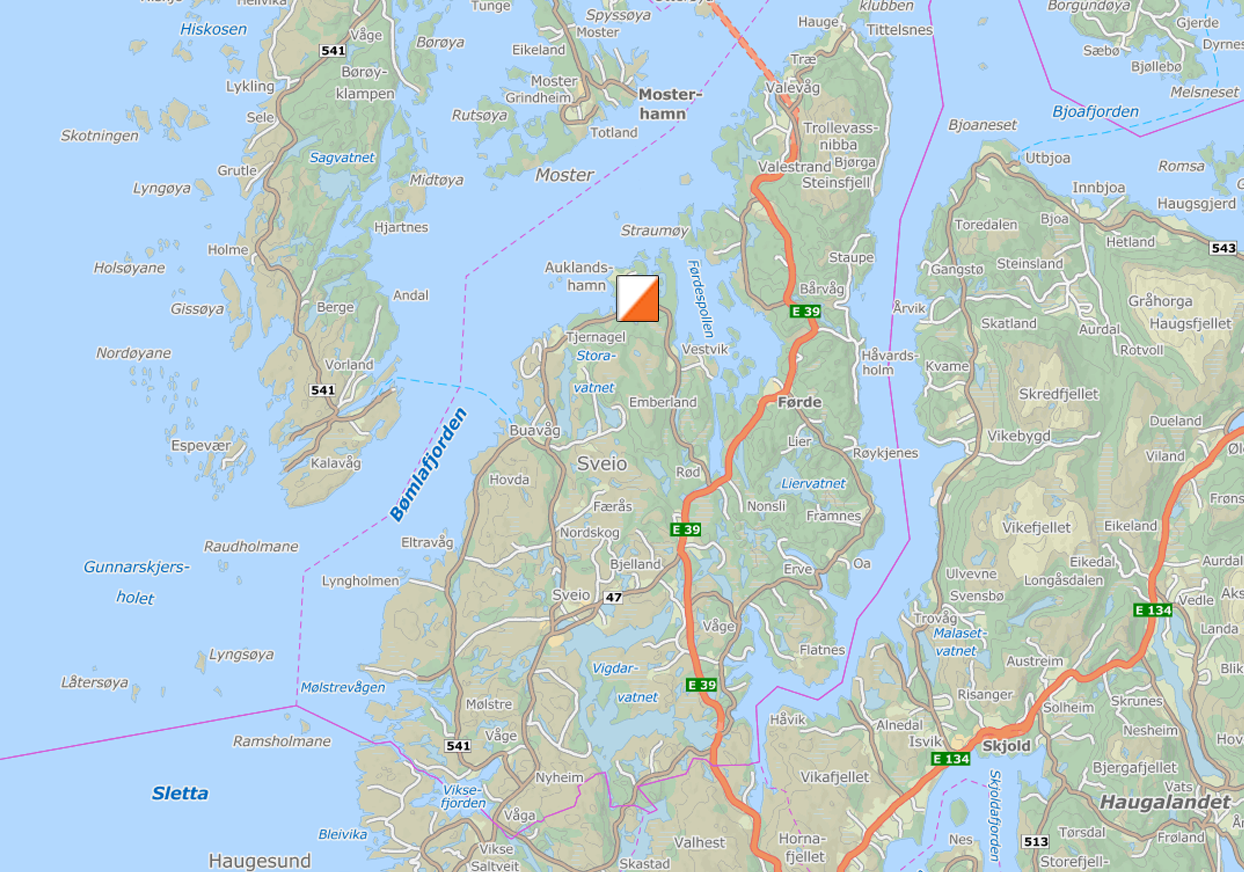 Tunge
Spyssøya
klubben
Borgundøya
Hiskosen
Våge
541
Børøya
Moster
Eikeland
Hauge
Tittelsnes
Gjerde
Sæbø
Bjøllebø
Lykling
Børøy-
klampen
Moster
Grindheim
Træ
Valevåg
Melsneset
Sele
Rutsøya
Moster-
hamn
Bjoafjorden
Skotningen
Totland
Trollevass-
nibba
Bjoaneset
Sagvatnet
Valestrand
Bjørga
Utbjoa
Romsa
Grutle
Midtøya
Moster
Steinsfjell
Lyngøya
Innbjoa
Haugsgjerd
Hjartnes
Straumøy
Toredalen
Bjoa
Hetland
543
Holme
Holsøyane
Auklands-
hamn
Førdespollen
Staupe
Gangstø
Steinsland
Gissøya
Berge
Andal
Bårvåg
E 39
Årvik
Gråhorga
Haugsfjellet
Skatland
Aurdal
Rotvoll
Nordøyane
Tjernagel
Stora-
vatnet
Vestvik
Håvards-
holm
Vorland
Kvame
541
Emberland
Førde
Skredfjellet
Bømlafjorden
Buavåg
Dueland
Espevær
Kalavåg
Sveio
Lier
Røykjenes
Vikebygd
Viland
Hovda
Rød
Liervatnet
Færås
Nonsli
Framnes
Vikefjellet
Eikeland
Eltravåg
Nordskog
E 39
Raudholmane
Gunnarskjers-
holet
Bjelland
Erve
Oa
Eikedal
Lyngholmen
Sveio
47
Ulvevne
Svensbø
Longåsdalen
E 134
Vedle
Våge
Trovåg
Landa
Lyngsøya
Flatnes
Malaset-
vatnet
Austreim
Låtersøya
Mølstrevågen
Vigdar-
vatnet
E 39
Risanger
Solheim
Skrunes
Mølstre
Håvik
Alnedal
Isvik
Skjold
Nesheim
Ramsholmane
Våge
541
E 134
Sletta
Nyheim
Vikafjellet
Bjergafjellet
Vats
Vikse-
fjorden
Skjoldafjorden
Haugalandet
Våga
Bleivika
Valhest
Horna-
fjellet
Nes
513
Tørsdal
Frøland
Haugesund
Vikse
Saltveit
Skastad
Storefjell-